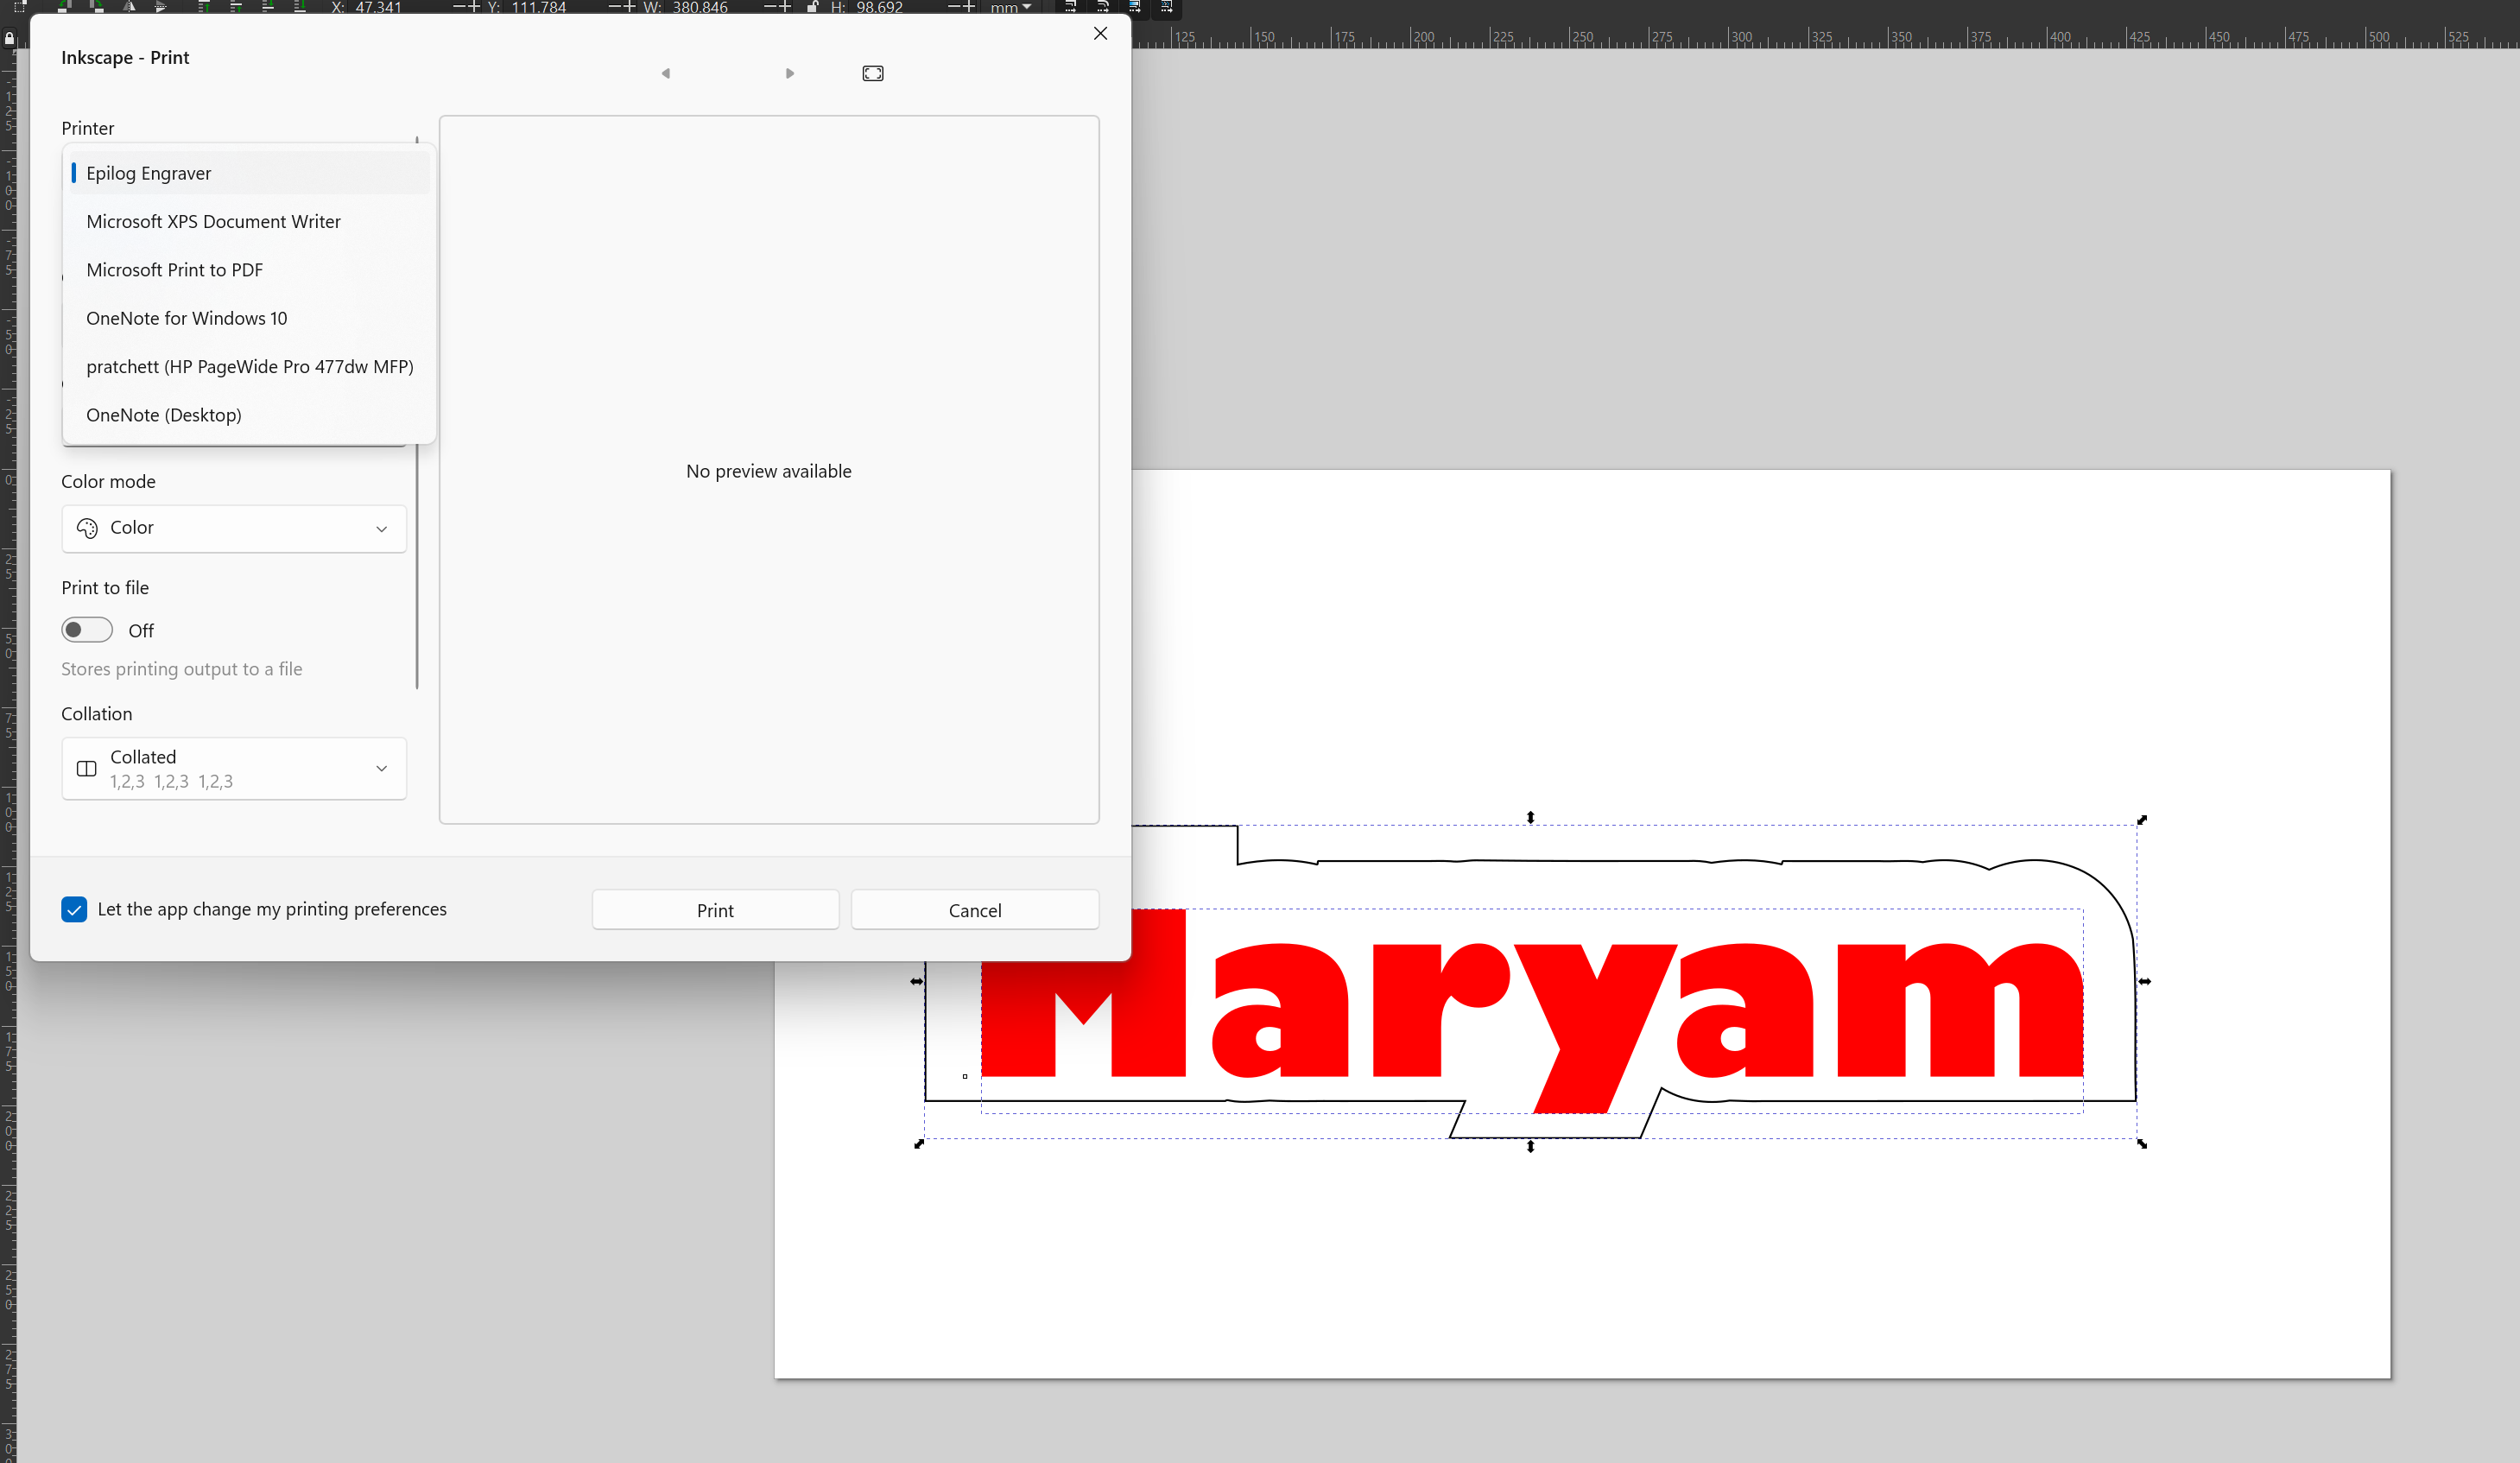 X: 47.341 Y: 111.784 W: 380.846 H: 98.692 mm
125 150 175 200 225 250 275 300 325 350 375 400 425 450 475 500 525
Inkscape - Print
Printer
Epilog Engraver
Microsoft XPS Document Writer
Microsoft Print to PDF
OneNote for Windows 10
pratchett (HP PageWide Pro 477dw MFP)
OneNote (Desktop)
Color mode
Color
Print to file
Off
Stores printing output to a file
Collation
Collated
1,2,3 1,2,3 1,2,3
Let the app change my printing preferences
No preview available
Print
Cancel
Maryam